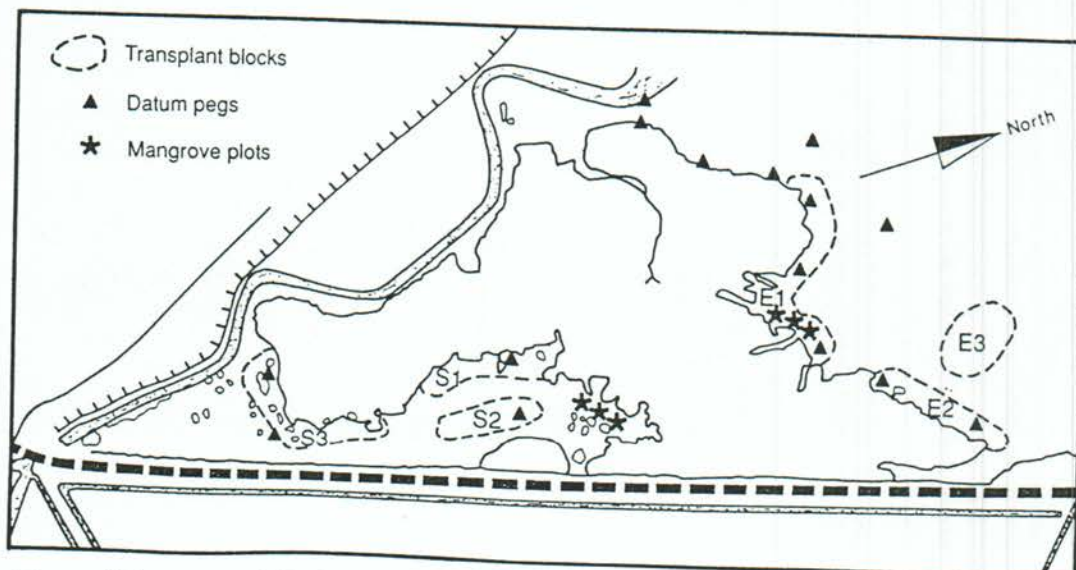 Transplant blocks
Datum pegs
Mangrove plots
North
E1
E3
S1
E2
S2
S3